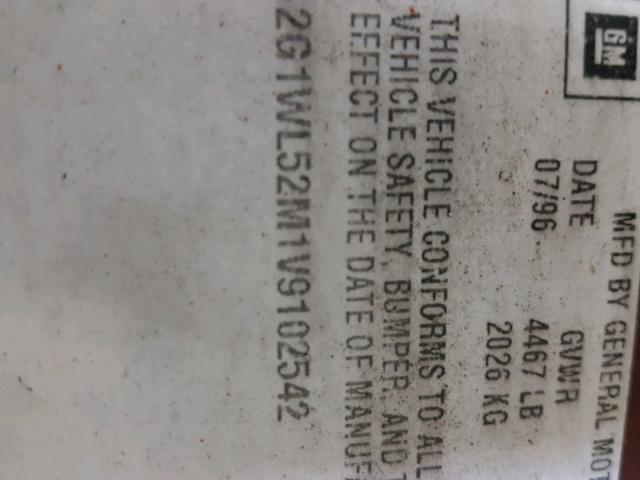 GM
MFD BY GENERAL MOT
DATE GVWR
07/96 4467 LB
2026 KG
THIS VEHICLE CONFORMS TO ALL
VEHICLE SAFETY, BUMPER, AND T
EFFECT ON THE DATE OF MANUF
2G1WL52M1V9102542